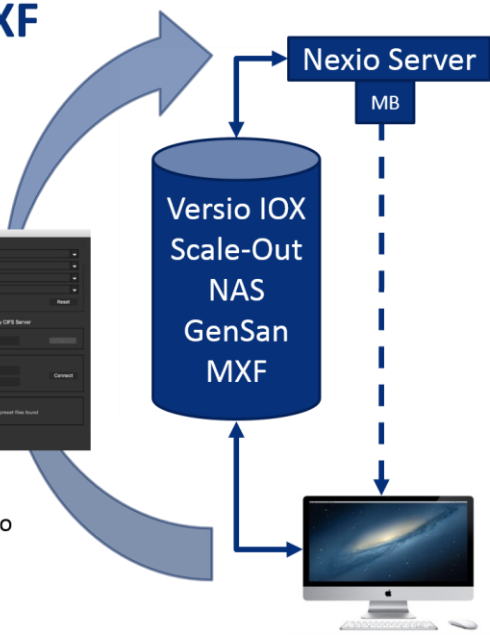 XF
Nexio Server
MB
Versio IOX
Scale-Out
NAS
GenSan
MXF
Reset
y CIFS Server
Connect
preset files found
o